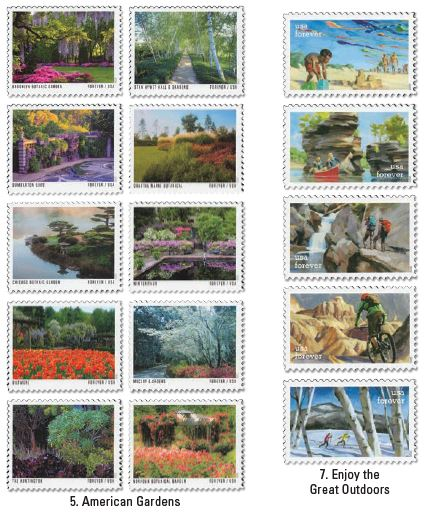 BROOKLYN BOTANIC GARDEN FOREVER / USA
STAN HYWET HALL & GARDENS FOREVER / USA
DUMBARTON OAKS FOREVER / USA
COASTAL MAINE BOTANICAL FOREVER / USA
CHICAGO BOTANIC GARDEN FOREVER / USA
WINTERTHUR FOREVER / USA
BILTMORE FOREVER / USA
MACLAY GARDENS FOREVER / USA
THE HUNTINGTON FOREVER / USA
NORFOLK BOTANICAL GARDEN FOREVER / USA
5. American Gardens
usa
forever
usa
forever
usa
forever
usa
forever
usa
forever
7. Enjoy the
Great Outdoors